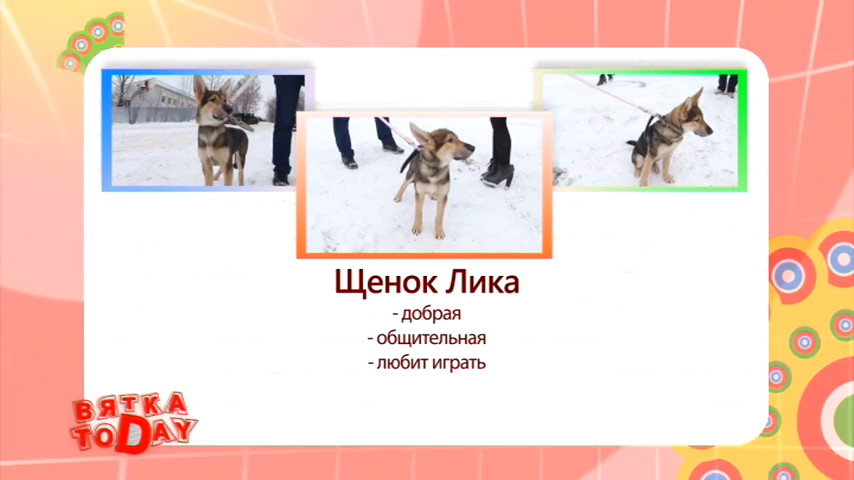 Щенок Лика
- добрая
- общительная
- любит играть
ВЯТКА
TODAY